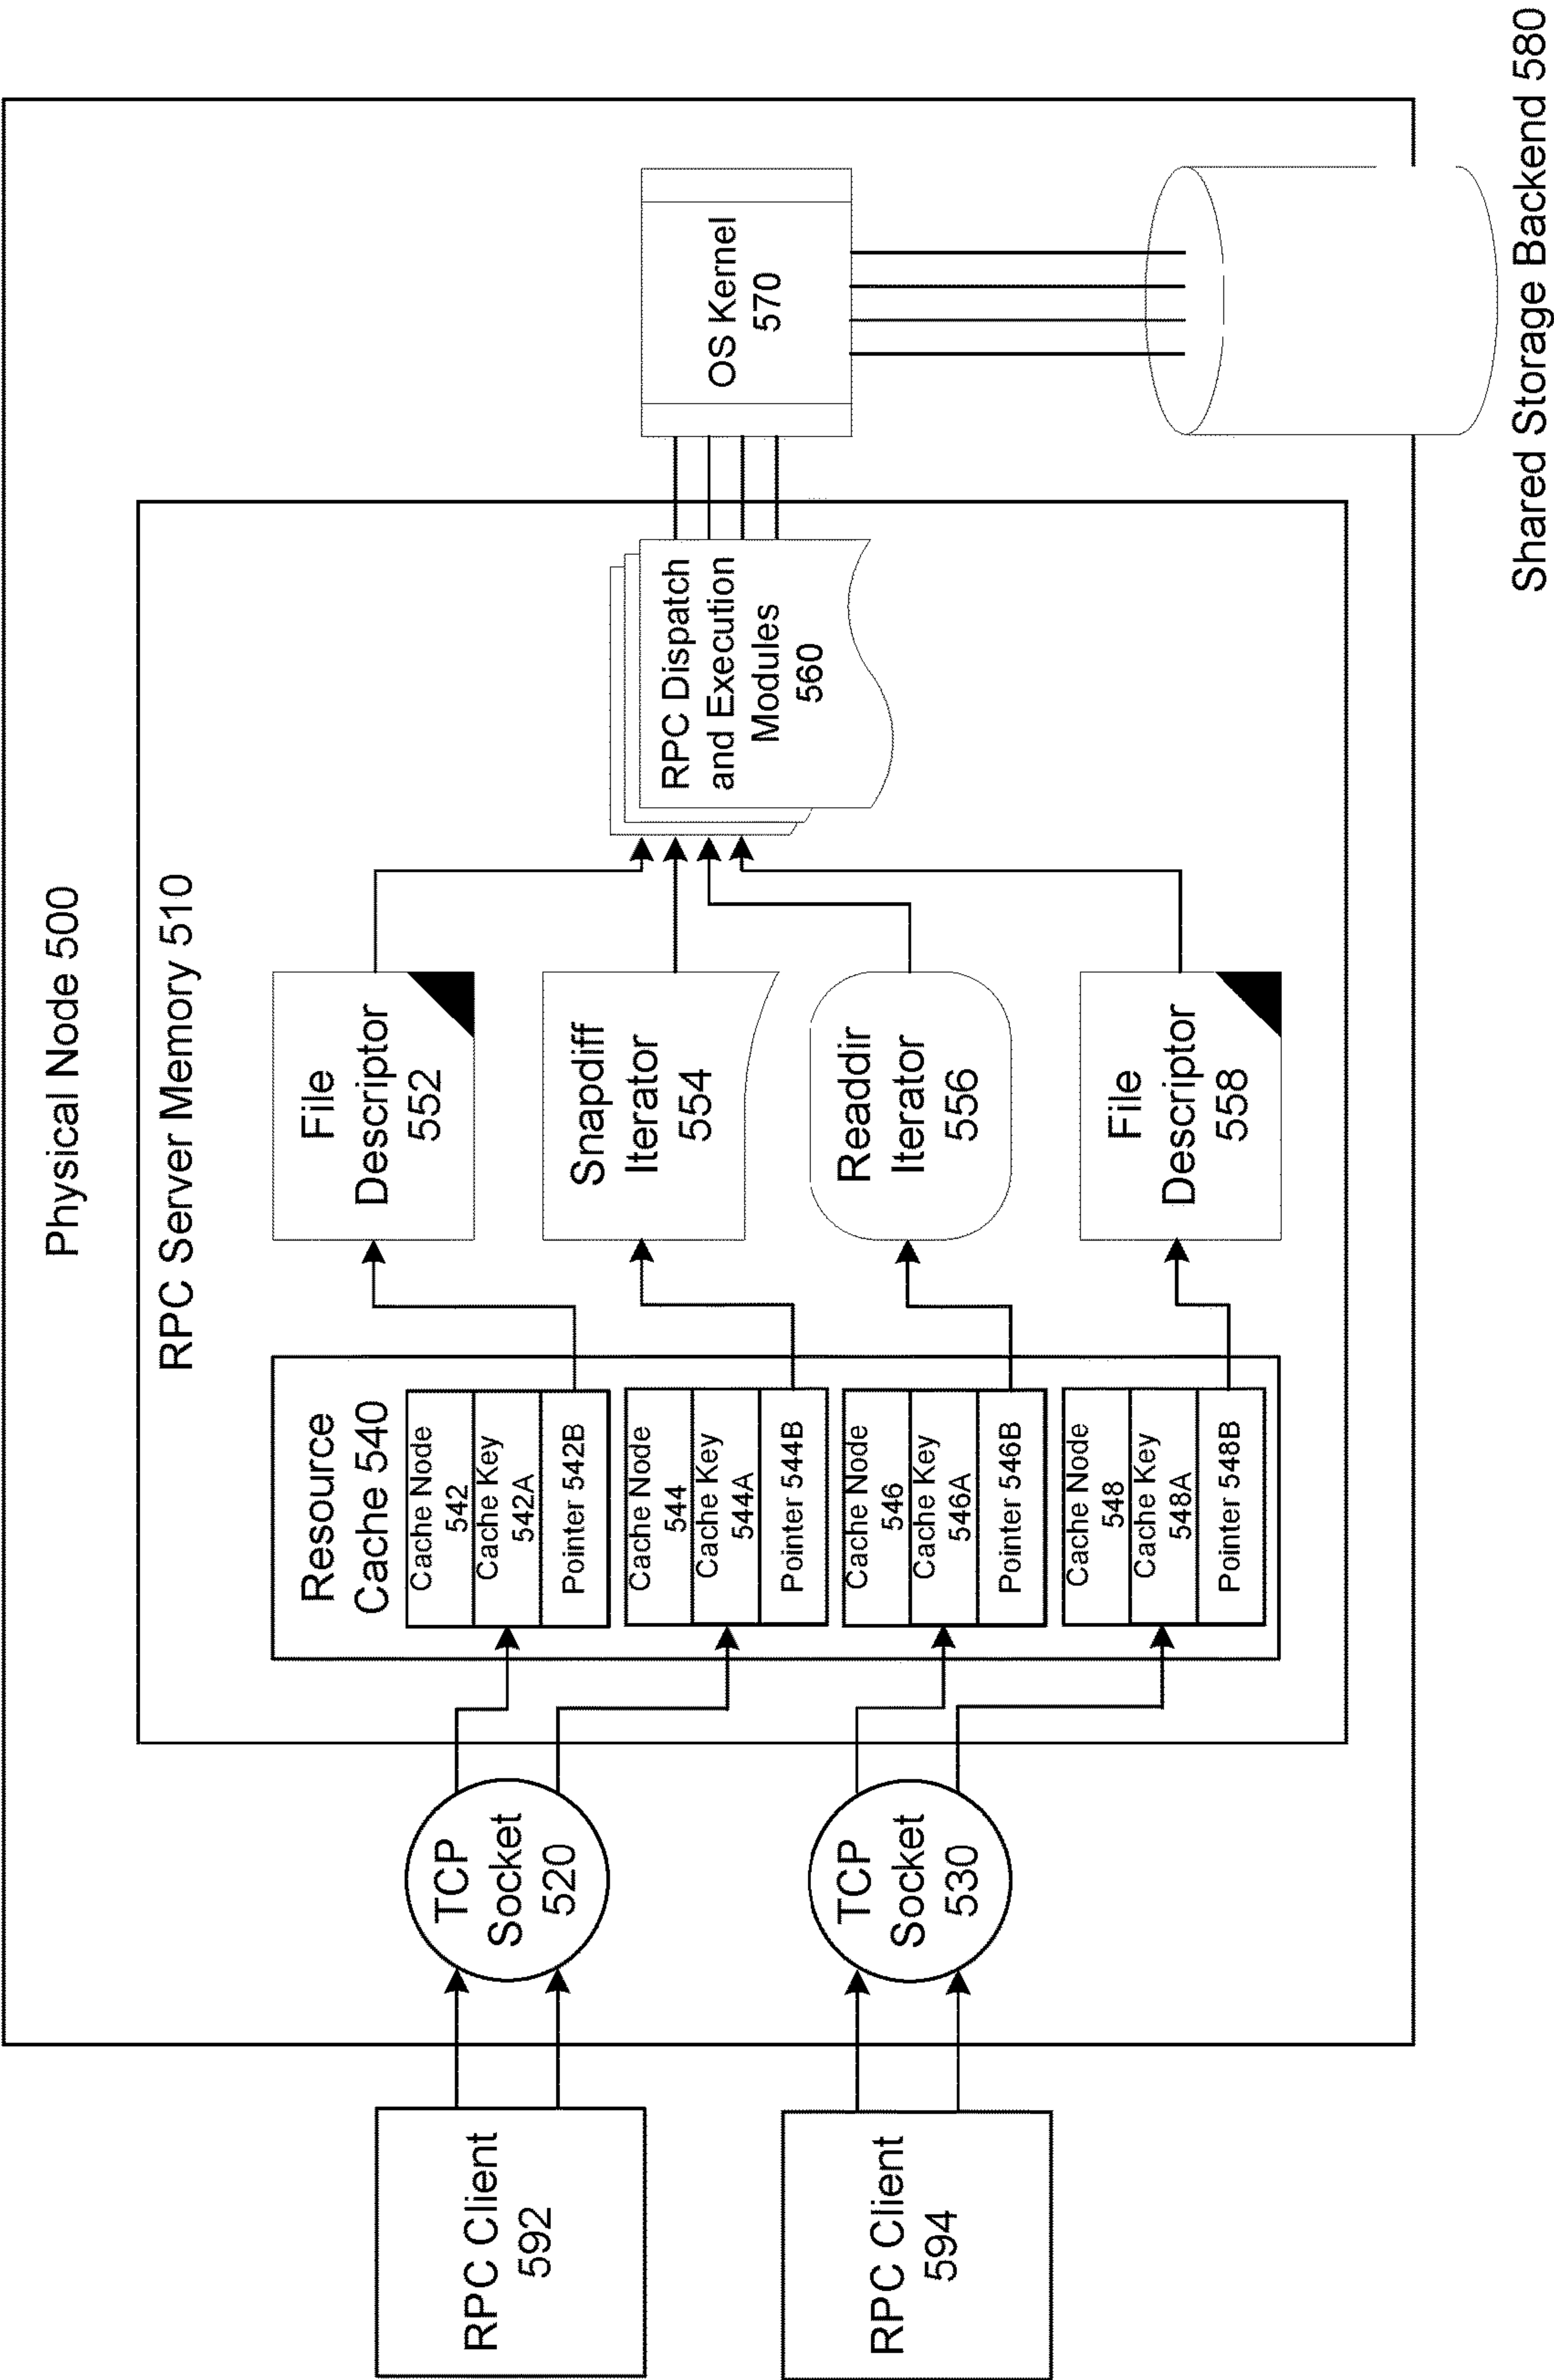 Physical Node 500
RPC Server Memory 510
RPC Client
592
RPC Client
594
TCP
Socket
520
TCP
Socket
530
Resource
Cache 540
Cache Node
542
Cache Key
542A
Pointer 542B
Cache Node
544
Cache Key
544A
Pointer 544B
Cache Node
546
Cache Key
546A
Pointer 546B
Cache Node
548
Cache Key
548A
Pointer 548B
File
Descriptor
552
Snapdiff
Iterator
554
Readdir
Iterator
556
File
Descriptor
558
RPC Dispatch
and Execution
Modules
560
OS Kernel
570
Shared Storage Backend 580